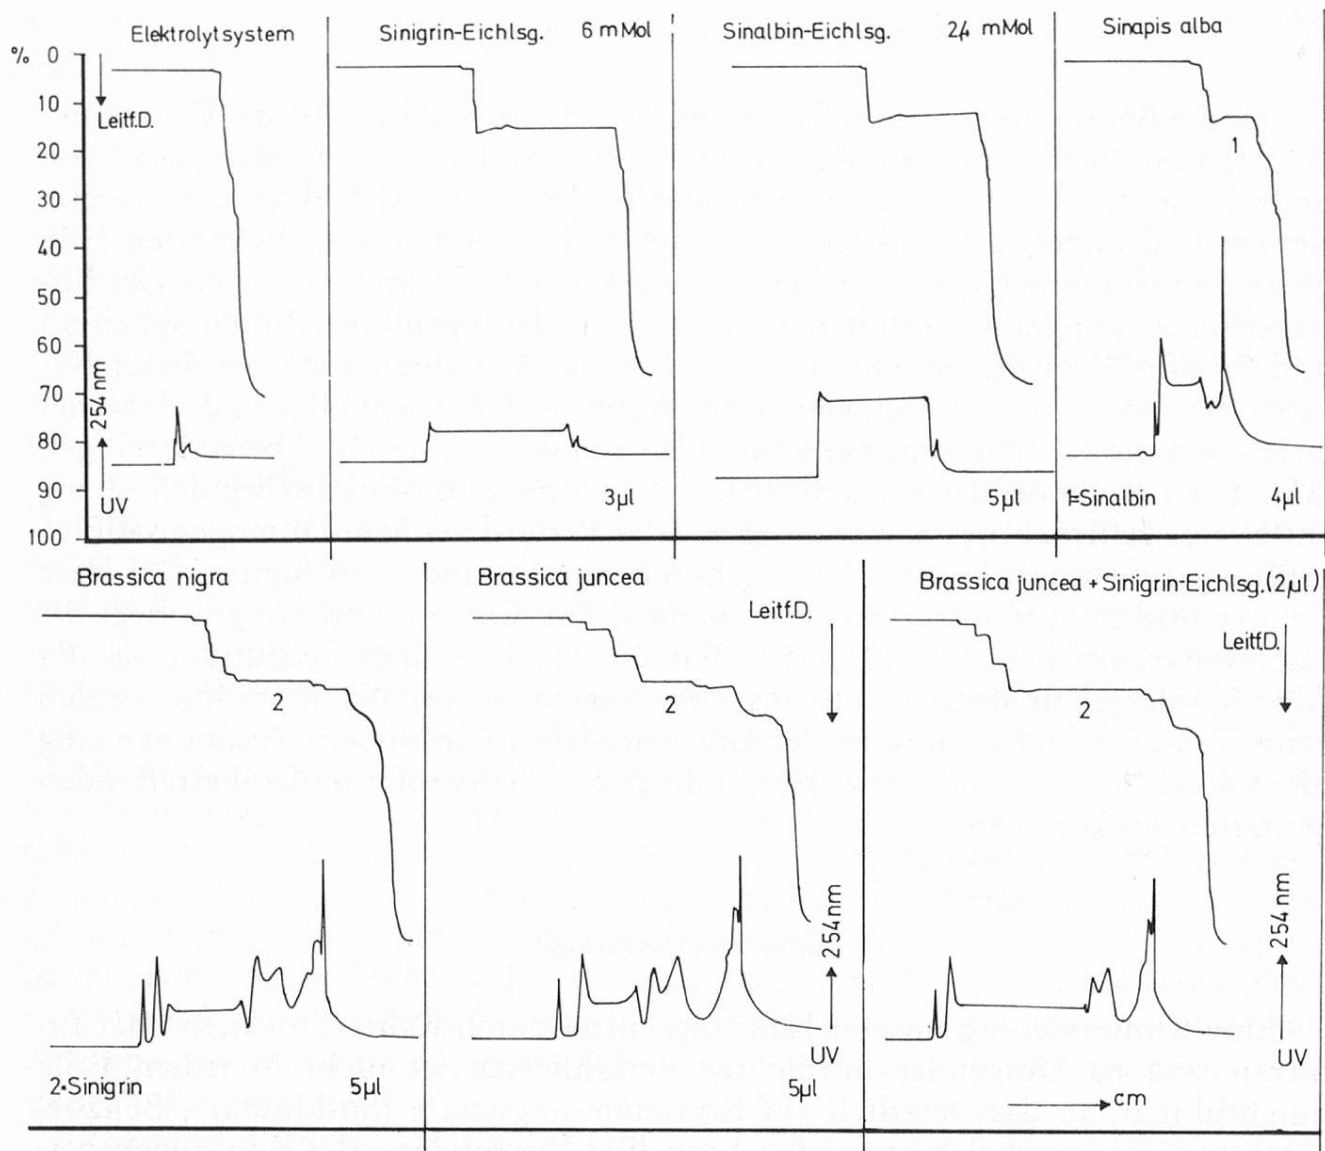 Elektrolytsystem
Sinigrin-Eichlsg. 6 mMol
Sinalbin-Eichlsg. 2,4 mMol
Sinapis alba
%
0
10
20
30
40
50
60
70
80
90
100
Leitf.D.
254 nm
UV
3µl
5µl
1
1=Sinalbin
4µl
Brassica nigra
2
2=Sinigrin
5µl
Brassica juncea
Leitf.D.
2
254 nm
UV
5µl
Brassica juncea + Sinigrin-Eichlsg.(2µl)
Leitf.D.
2
254 nm
UV
cm